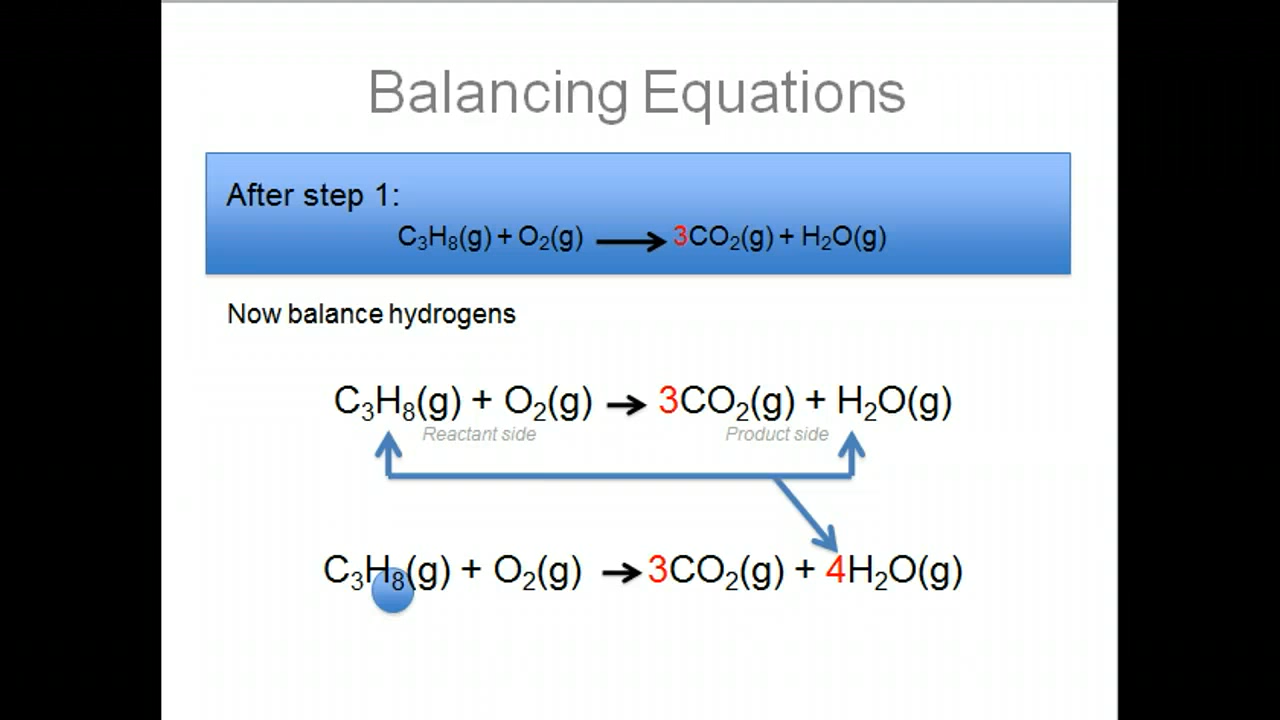 Balancing Equations
After step 1:
C₃H₈(g) + O₂(g) ⟶ 3CO₂(g) + H₂O(g)
Now balance hydrogens
C₃H₈(g) + O₂(g) → 3CO₂(g) + H₂O(g)
Reactant side Product side
C₃H₈(g) + O₂(g) → 3CO₂(g) + 4H₂O(g)